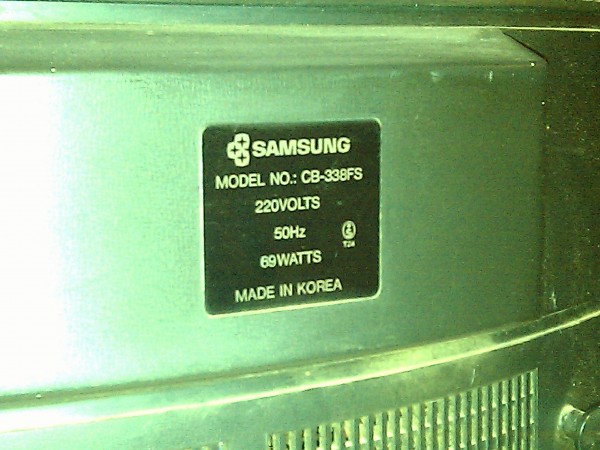 SAMSUNG
MODEL NO.: CB-338FS
220VOLTS
50Hz
69WATTS
MADE IN KOREA